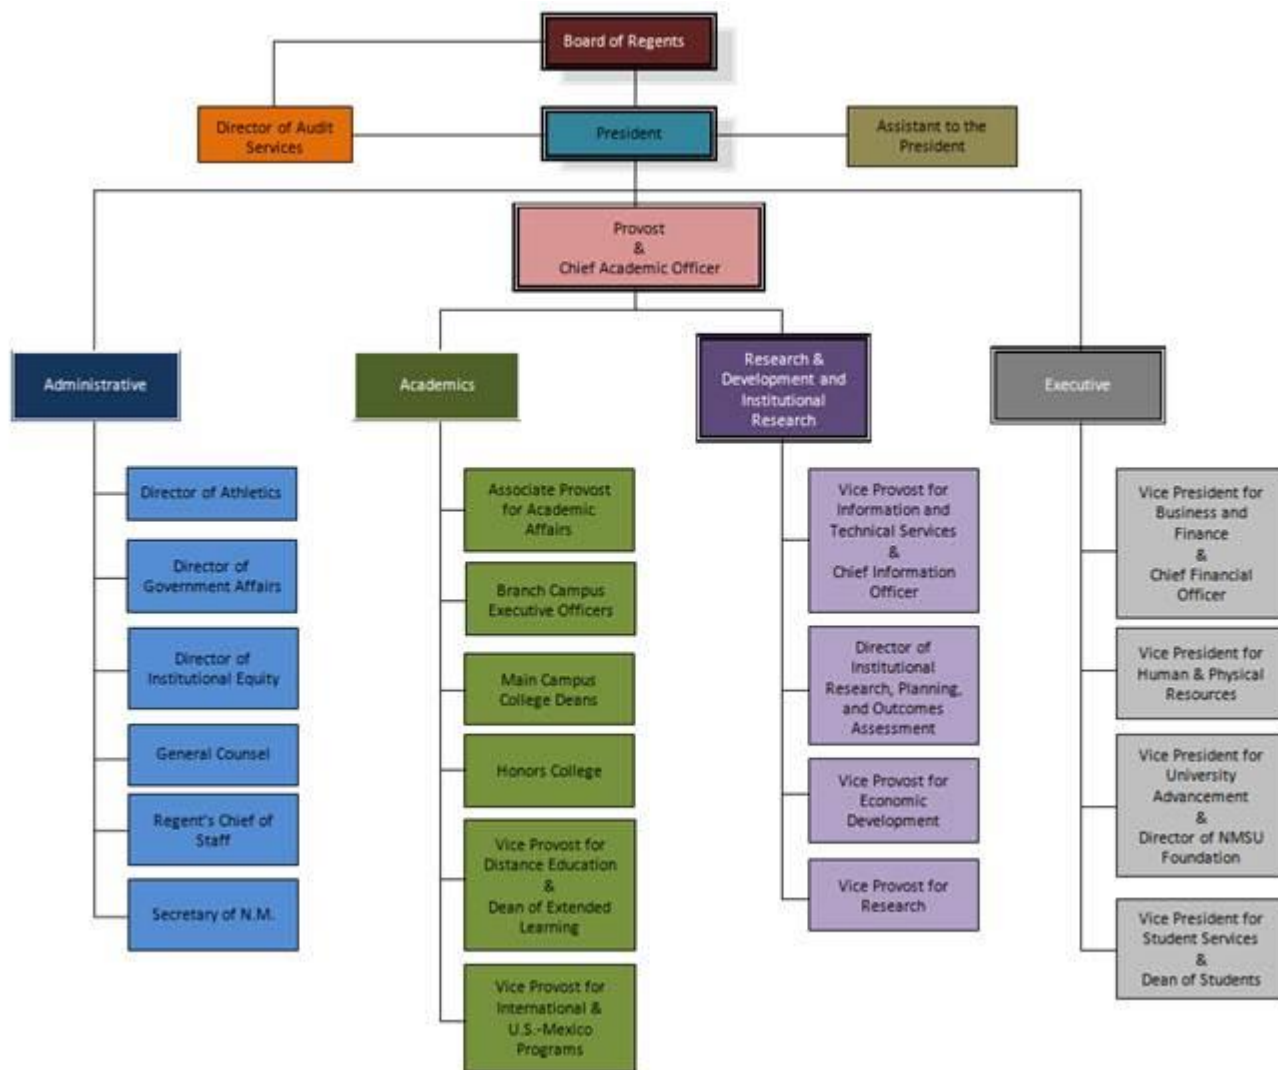 Board of Regents
Director of Audit
Services
President
Assistant to the
President
Provost
&
Chief Academic Officer
Administrative
Academics
Research &
Development and
Institutional
Research
Executive
Director of Athletics
Director of
Government Affairs
Director of
Institutional Equity
General Counsel
Regent's Chief of
Staff
Secretary of N.M.
Associate Provost
for Academic
Affairs
Branch Campus
Executive Officers
Main Campus
College Deans
Honors College
Vice Provost for
Distance Education
&
Dean of Extended
Learning
Vice Provost for
International &
U.S.-Mexico
Programs
Vice Provost for
Information and
Technical Services
&
Chief Information
Officer
Director of
Institutional
Research, Planning,
and Outcomes
Assessment
Vice Provost for
Economic
Development
Vice Provost for
Research
Vice President for
Business and
Finance
&
Chief Financial
Officer
Vice President for
Human & Physical
Resources
Vice President for
University
Advancement
&
Director of NMSU
Foundation
Vice President for
Student Services
&
Dean of Students